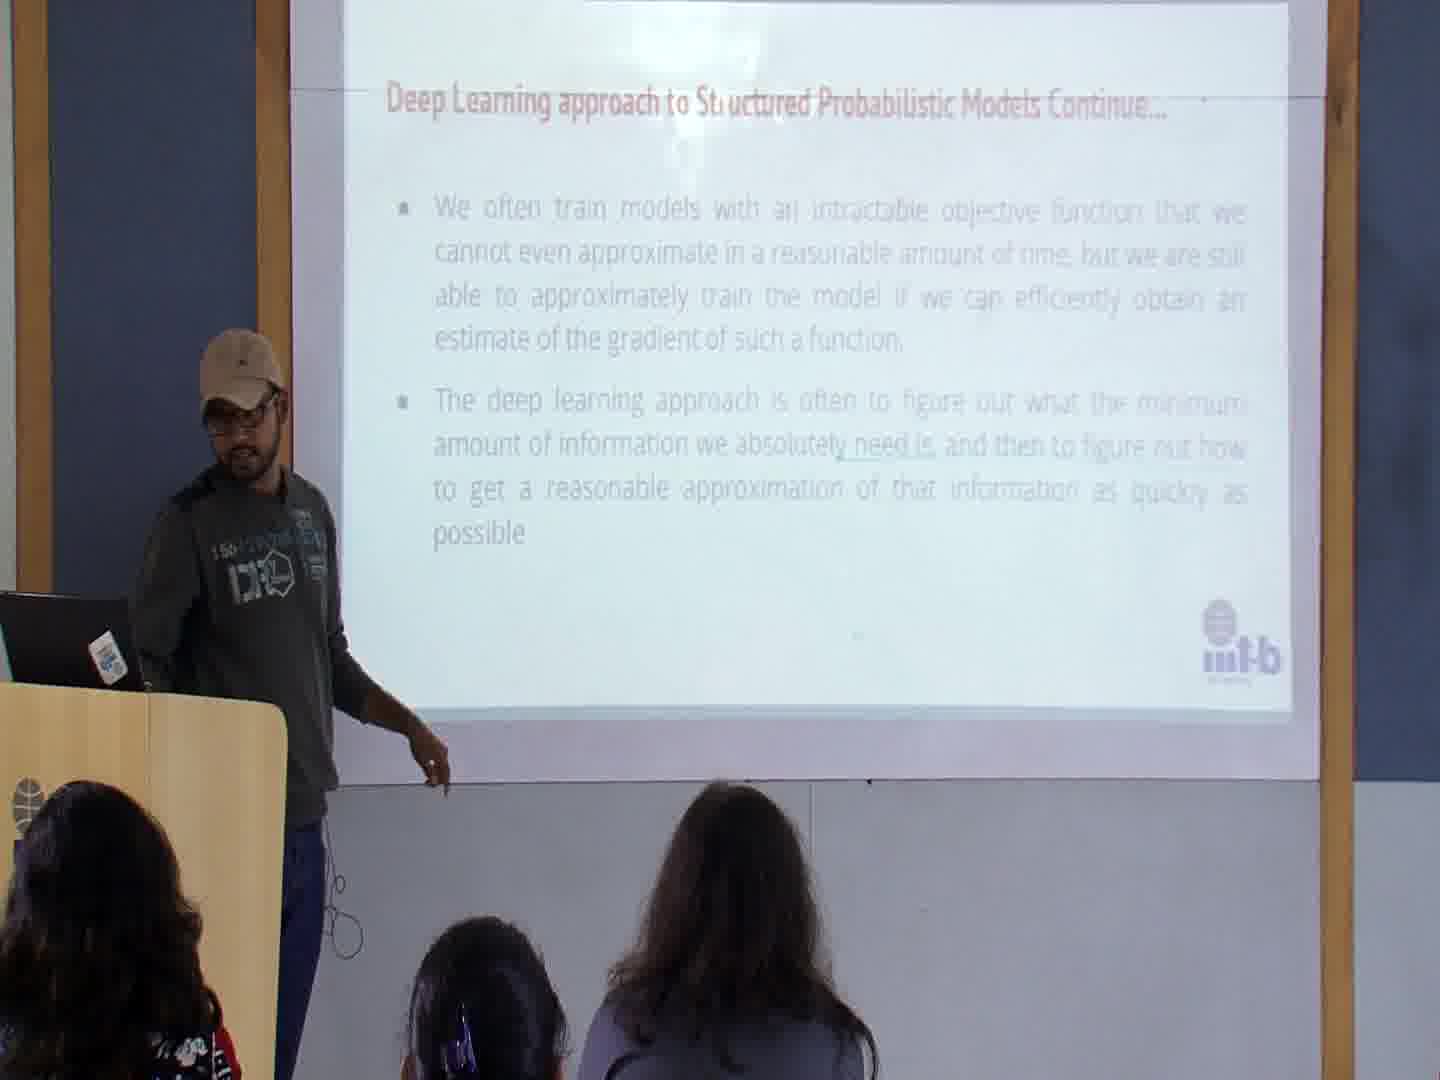 Deep Learning approach to Structured Probabilistic Models Continue...
We often train models with an intractable objective function that we
cannot even approximate in a reasonable amount of time, but we are still
able to approximately train the model if we can efficiently obtain an
estimate of the gradient of such a function.
The deep learning approach is often to figure out what the minimum
amount of information we absolutely need is, and then to figure out how
to get a reasonable approximation of that information as quickly as
possible